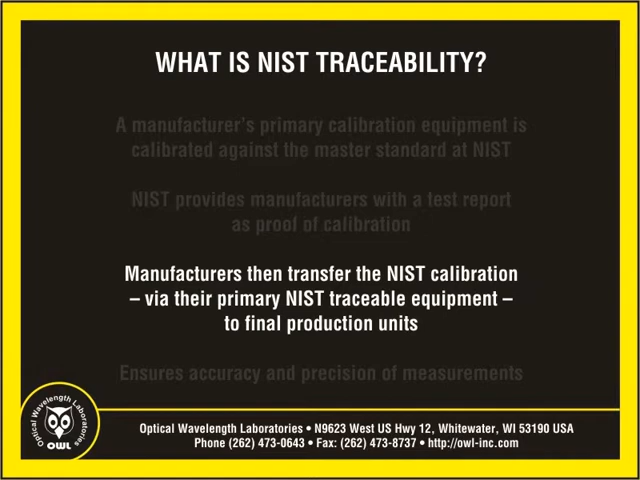 WHAT IS NIST TRACEABILITY?
A manufacturer's primary calibration equipment is
calibrated against the master standard at NIST
NIST provides manufacturers with a test report
as proof of calibration
Manufacturers then transfer the NIST calibration
– via their primary NIST traceable equipment –
to final production units
Ensures accuracy and precision of measurements
Optical Wavelength Laboratories
OWL
Optical Wavelength Laboratories • N9623 West US Hwy 12, Whitewater, WI 53190 USA
Phone (262) 473-0643 • Fax: (262) 473-8737 • http://owl-inc.com